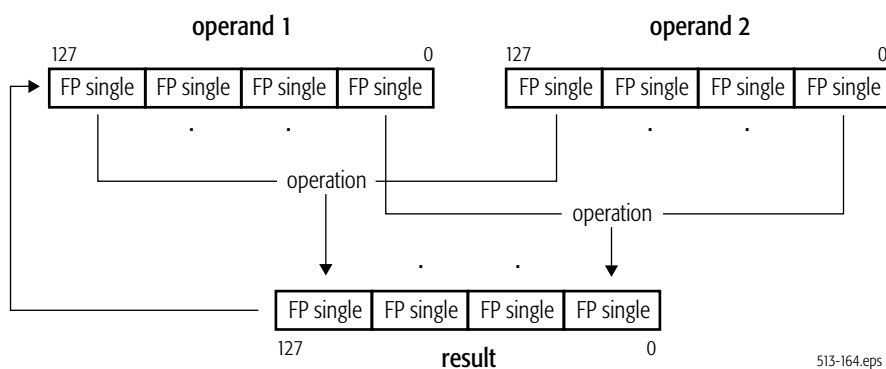 operand 1 operand 2
127 0 127 0
FP single FP single FP single FP single FP single FP single FP single FP single
. . . .
operation
operation
. .
FP single FP single FP single FP single
127 0
result 513-164.eps